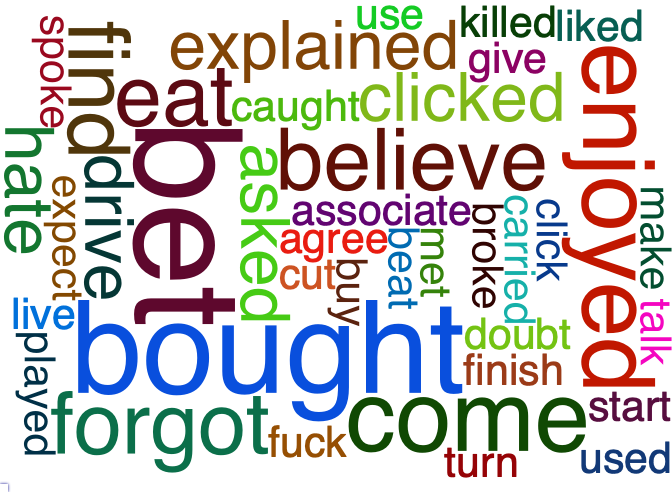 use
killed
liked
spoke
find
explained
give
enjoyed
eat
caught
clicked
hate
bet
asked
believe
drive
expect
associate
broke
carried
click
make
agree
beat
met
cut
buy
live
bought
doubt
talk
played
finish
forgot
fuck
come
start
turn
used